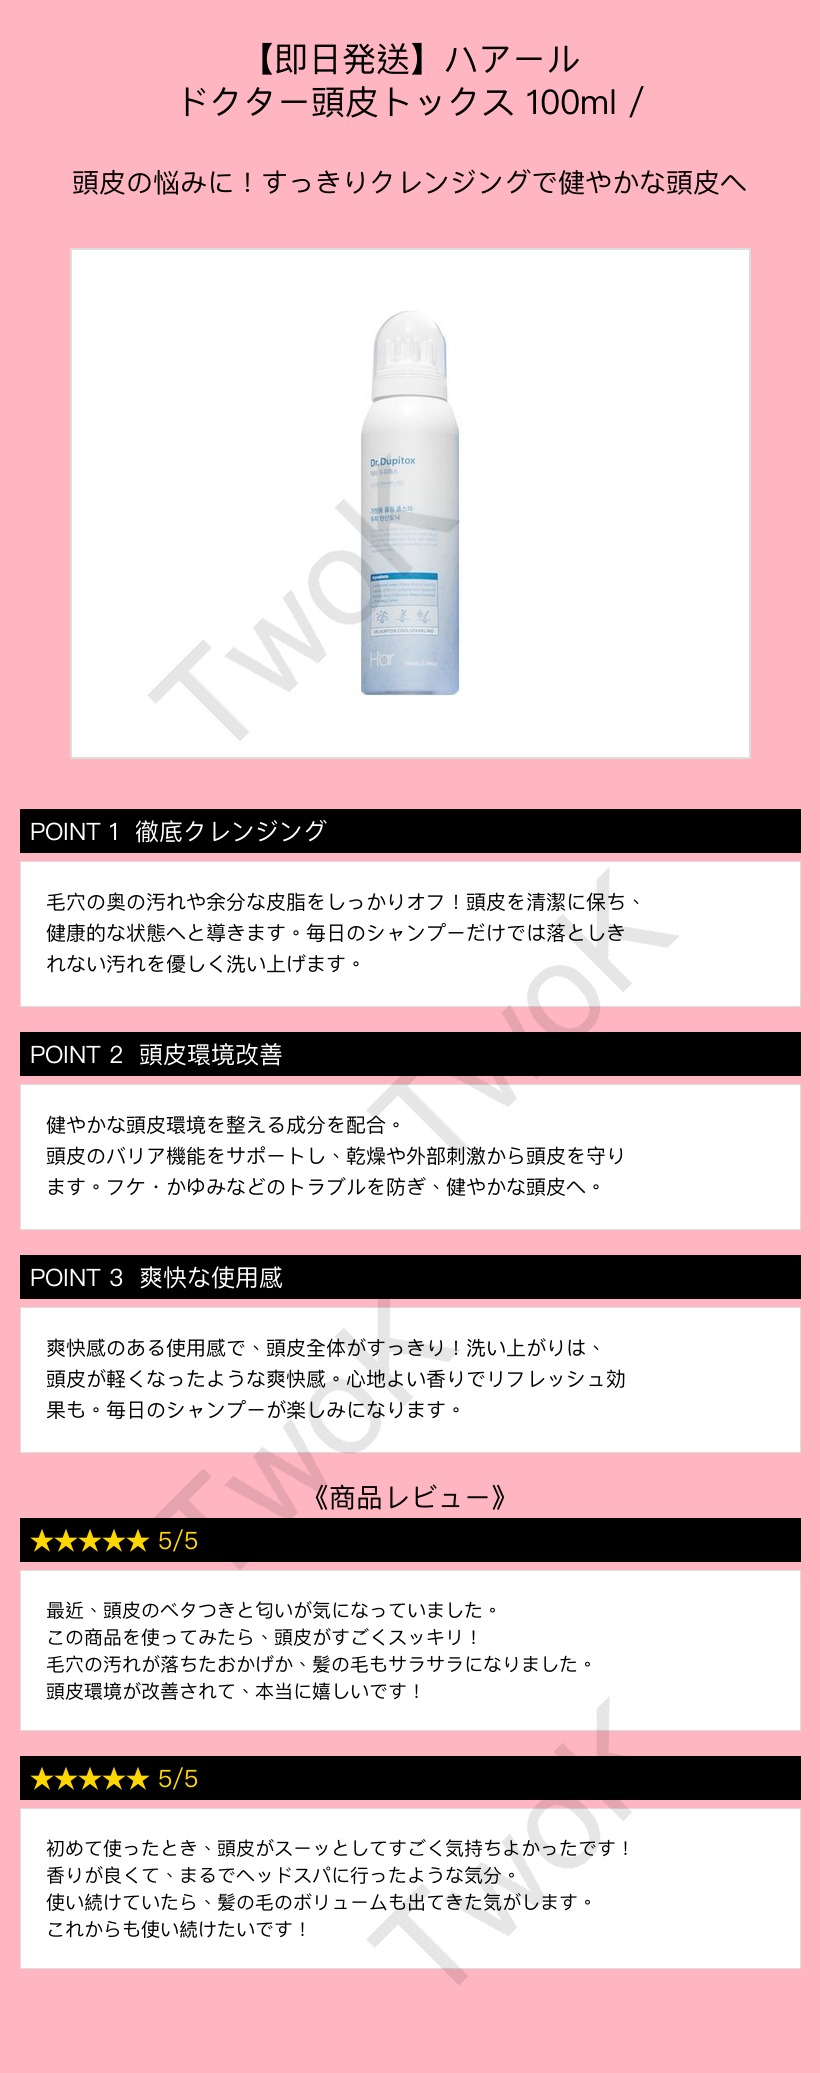 【即日発送】ハアール
ドクター頭皮トックス 100ml /
頭皮の悩みに！すっきりクレンジングで健やかな頭皮へ
Dr.Dupitox
DR.DUPITOX COOL SPARKLING
Har
TwoK
POINT 1 徹底クレンジング
毛穴の奥の汚れや余分な皮脂をしっかりオフ！頭皮を清潔に保ち、
健康的な状態へと導きます。毎日のシャンプーだけでは落としき
れない汚れを優しく洗い上げます。
TwoK
POINT 2 頭皮環境改善
健やかな頭皮環境を整える成分を配合。
頭皮のバリア機能をサポートし、乾燥や外部刺激から頭皮を守り
ます。フケ・かゆみなどのトラブルを防ぎ、健やかな頭皮へ。
POINT 3 爽快な使用感
爽快感のある使用感で、頭皮全体がすっきり！洗い上がりは、
頭皮が軽くなったような爽快感。心地よい香りでリフレッシュ効
果も。毎日のシャンプーが楽しみになります。
TwoK
《商品レビュー》
★★★★★ 5/5
最近、頭皮のベタつきと匂いが気になっていました。
この商品を使ってみたら、頭皮がすごくスッキリ！
毛穴の汚れが落ちたおかげか、髪の毛もサラサラになりました。
頭皮環境が改善されて、本当に嬉しいです！
★★★★★ 5/5
初めて使ったとき、頭皮がスーッとしてすごく気持ちよかったです！
香りが良くて、まるでヘッドスパに行ったような気分。
使い続けていたら、髪の毛のボリュームも出てきた気がします。
これからも使い続けたいです！
TwoK